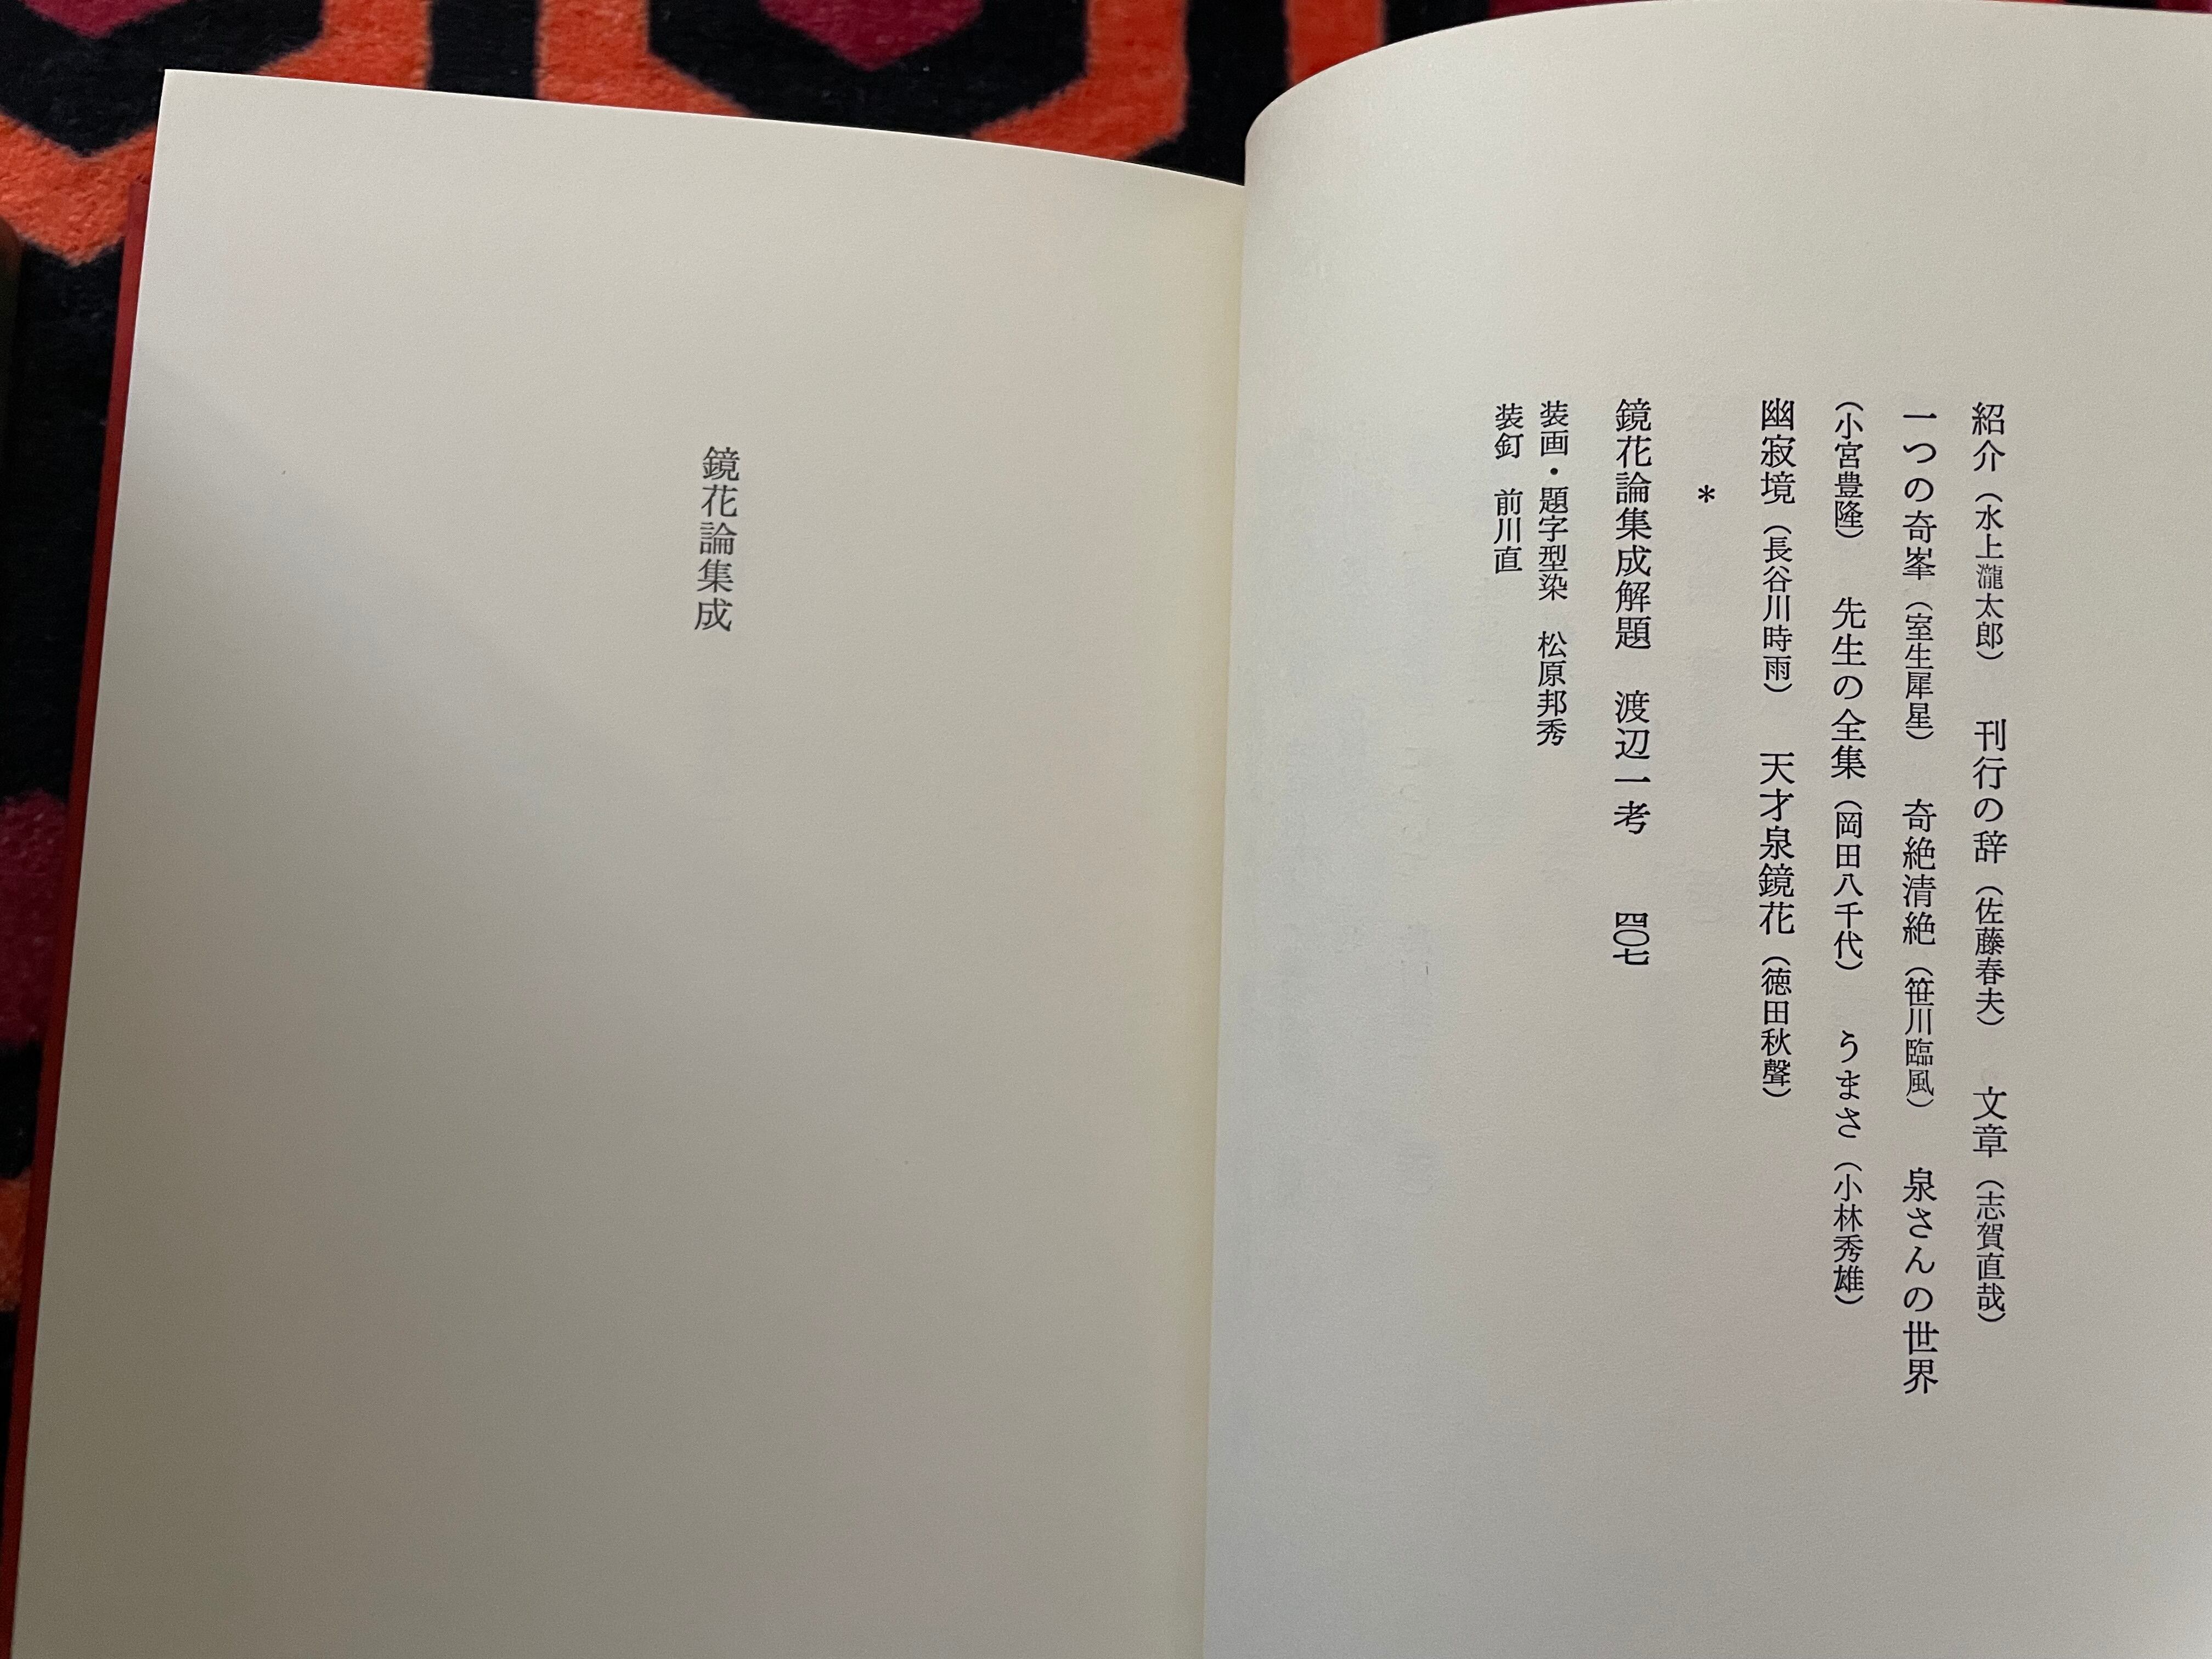 紹介（水上瀧太郎）　刊行の辞（佐藤春夫）　文章（志賀直哉）
一つの奇峯（室生犀星）　奇絶清絶（笹川臨風）　泉さんの世界
（小宮豊隆）　先生の全集（岡田八千代）　うまさ（小林秀雄）
幽寂境（長谷川時雨）　天才泉鏡花（徳田秋聲）
＊
鏡花論集成解題　渡辺一考　四〇七
装画・題字型染　松原邦秀
装釘　前川直
鏡花論集成